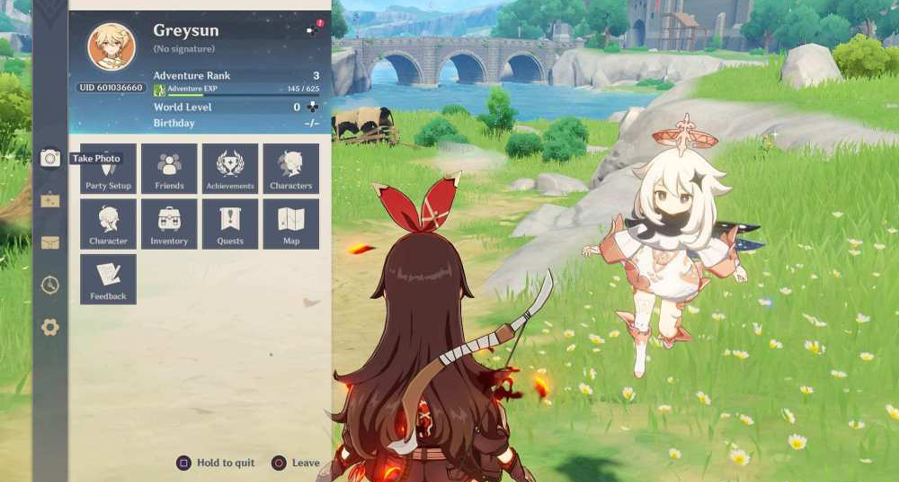 Greysun
(No signature)
UID 601036660
Adventure Rank 3
Adventure EXP 145 / 625
World Level 0
Birthday -/-
Take Photo
Party Setup
Friends
Achievements
Characters
Character
Inventory
Quests
Map
Feedback
Hold to quit
Leave